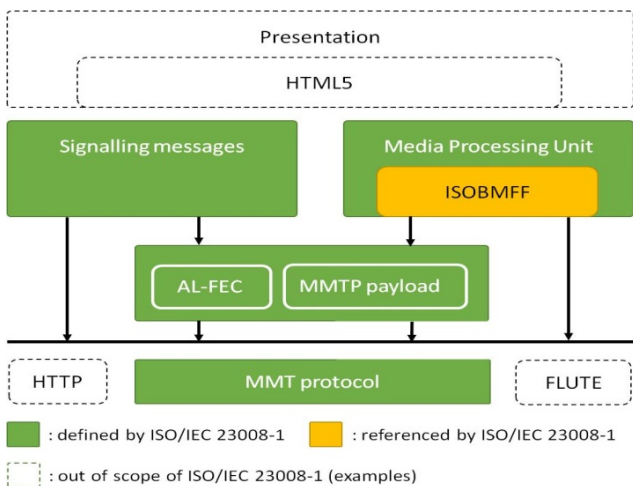 Presentation
HTML5
Signalling messages
Media Processing Unit
ISOBMFF
AL-FEC
MMTP payload
HTTP
MMT protocol
FLUTE
: defined by ISO/IEC 23008-1
: referenced by ISO/IEC 23008-1
: out of scope of ISO/IEC 23008-1 (examples)